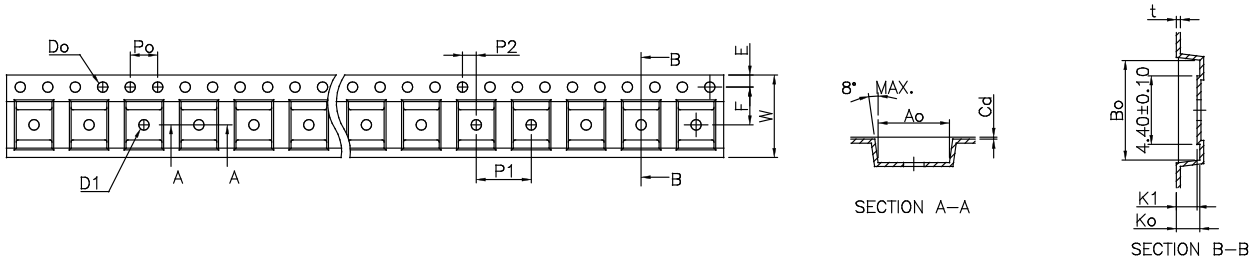 Do
Po
P2
B
E
F
W
D1
A
A
P1
B
8° MAX.
Ao
Cd
SECTION A-A
t
Bo
4.40±0.10
K1
Ko
SECTION B-B